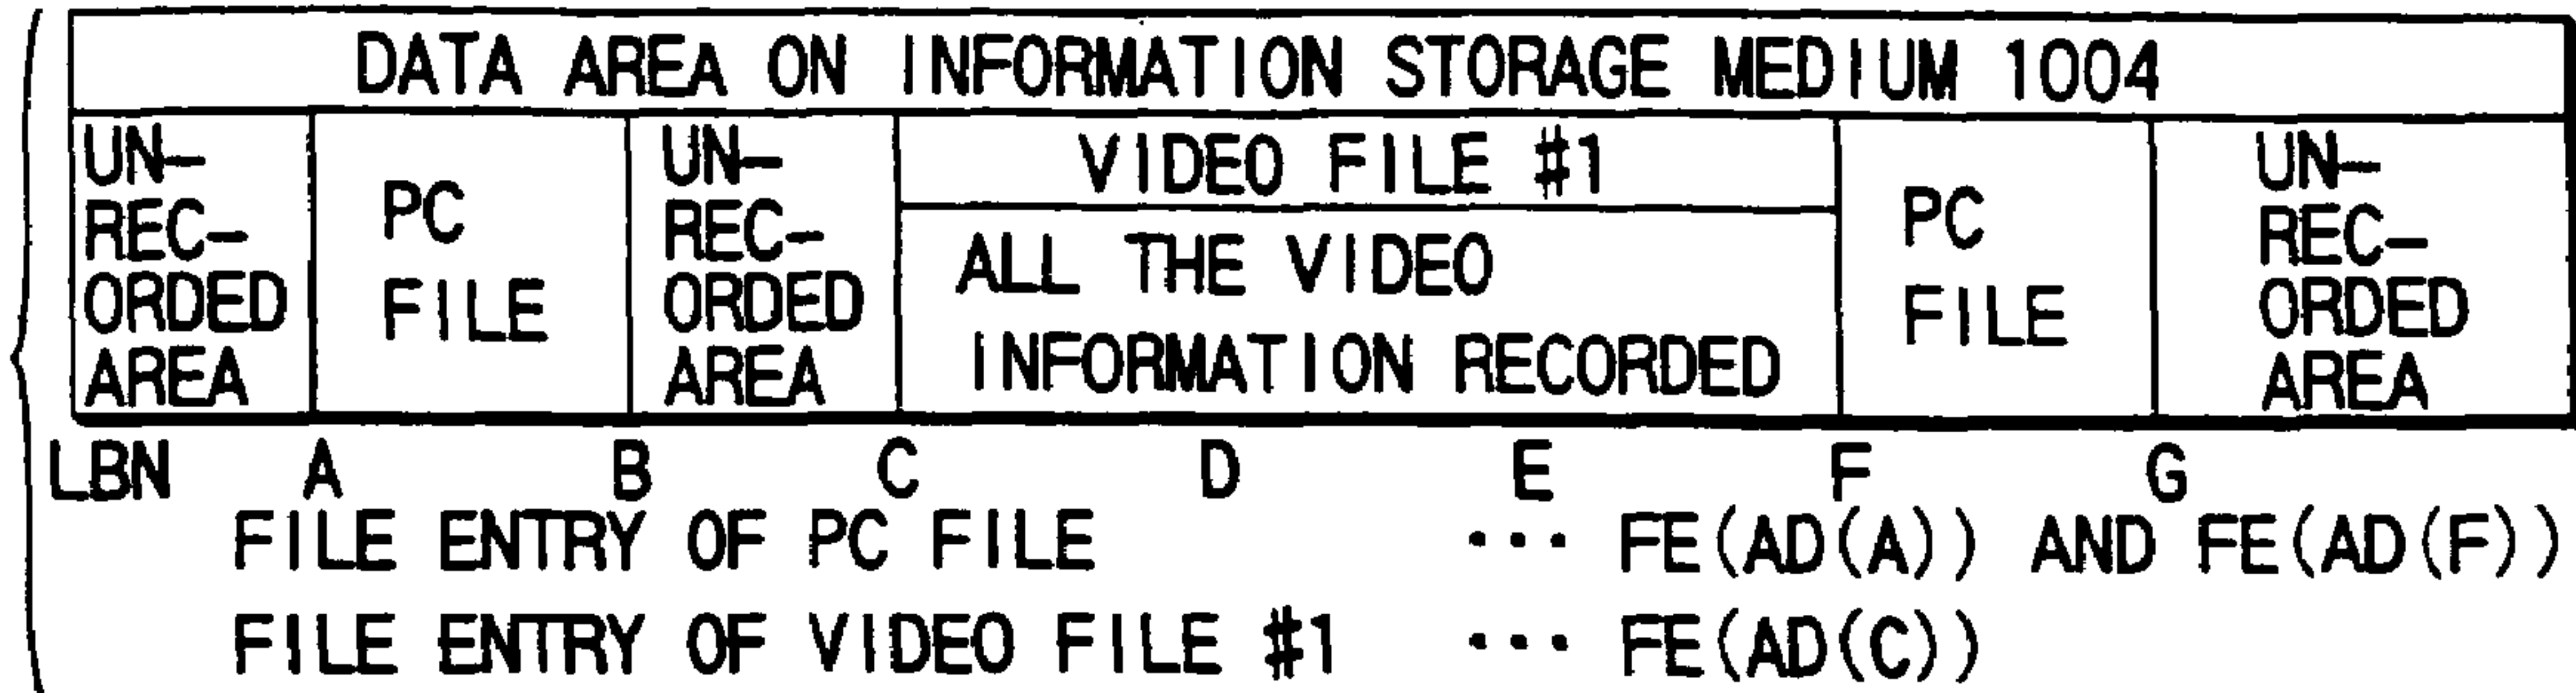 DATA AREA ON INFORMATION STORAGE MEDIUM 1004
UN-
REC-
ORDED
AREA
PC
FILE
UN-
REC-
ORDED
AREA
VIDEO FILE #1
ALL THE VIDEO
INFORMATION RECORDED
PC
FILE
UN-
REC-
ORDED
AREA
LBN A B C D E F G
FILE ENTRY OF PC FILE ··· FE(AD(A)) AND FE(AD(F))
FILE ENTRY OF VIDEO FILE #1 ··· FE(AD(C))